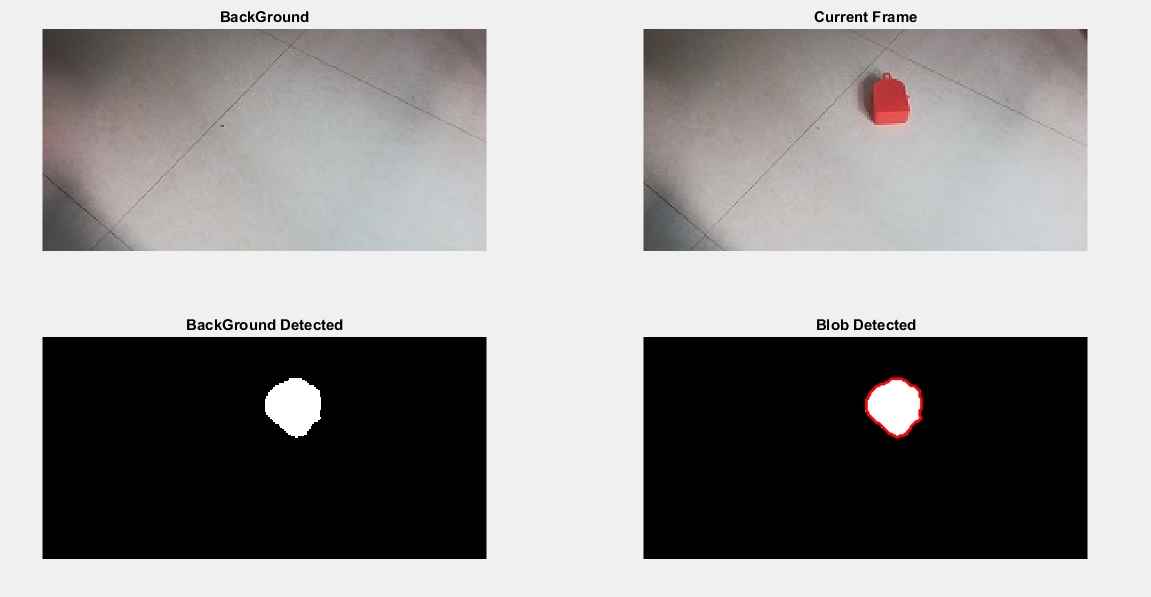 BackGround
Current Frame
BackGround Detected
Blob Detected